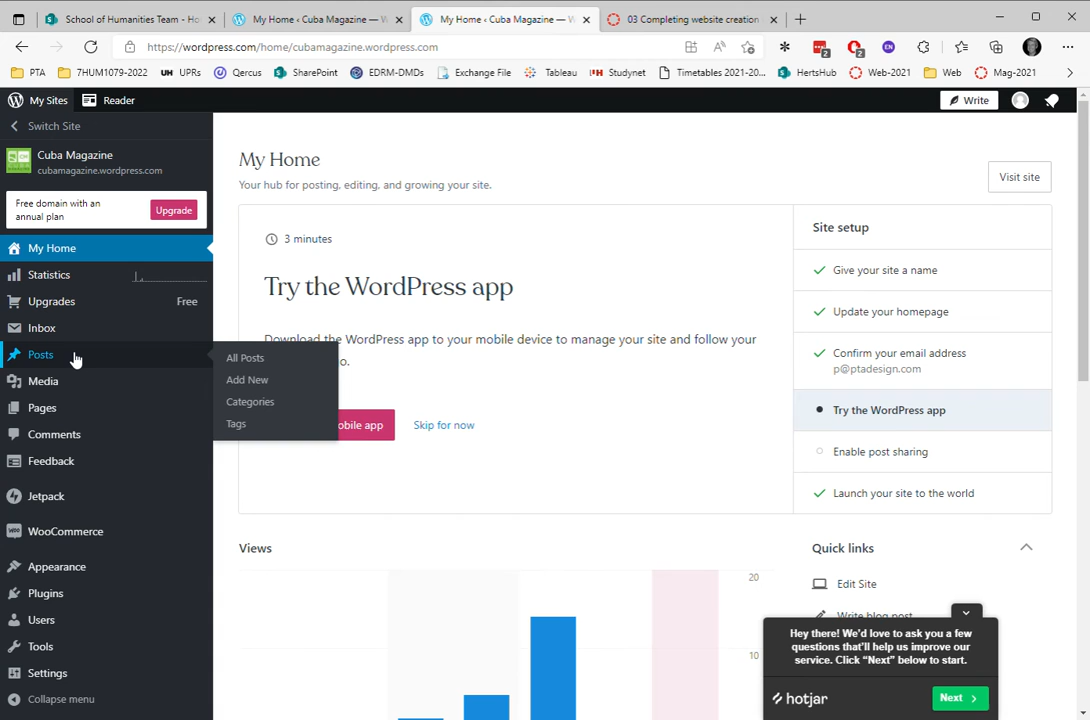 School of Humanities Team - Ho
My Home ‹ Cuba Magazine — W
My Home ‹ Cuba Magazine — W
03 Completing website creation
https://wordpress.com/home/cubamagazine.wordpress.com
PTA
7HUM1079-2022
UH UPRs
Qercus
SharePoint
EDRM-DMDs
Exchange File
Tableau
Studynet
Timetables 2021-20...
HertsHub
Web-2021
Web
Mag-2021
My Sites
Reader
Write
Switch Site
Cuba Magazine
cubamagazine.wordpress.com
Free domain with an
annual plan
Upgrade
My Home
Statistics
Upgrades
Free
Inbox
Posts
Media
Pages
Comments
Feedback
Jetpack
WooCommerce
Appearance
Plugins
Users
Tools
Settings
Collapse menu
All Posts
Add New
Categories
Tags
My Home
Your hub for posting, editing, and growing your site.
Visit site
3 minutes
Try the WordPress app
Download the WordPress app to your mobile device to manage your site and follow your
o.
obile app
Skip for now
Site setup
Give your site a name
Update your homepage
Confirm your email address
p@ptadesign.com
Try the WordPress app
Enable post sharing
Launch your site to the world
Views
20
10
Quick links
Edit Site
Write blog post
Hey there! We'd love to ask you a few
questions that'll help us improve our
service. Click "Next" below to start.
hotjar
Next